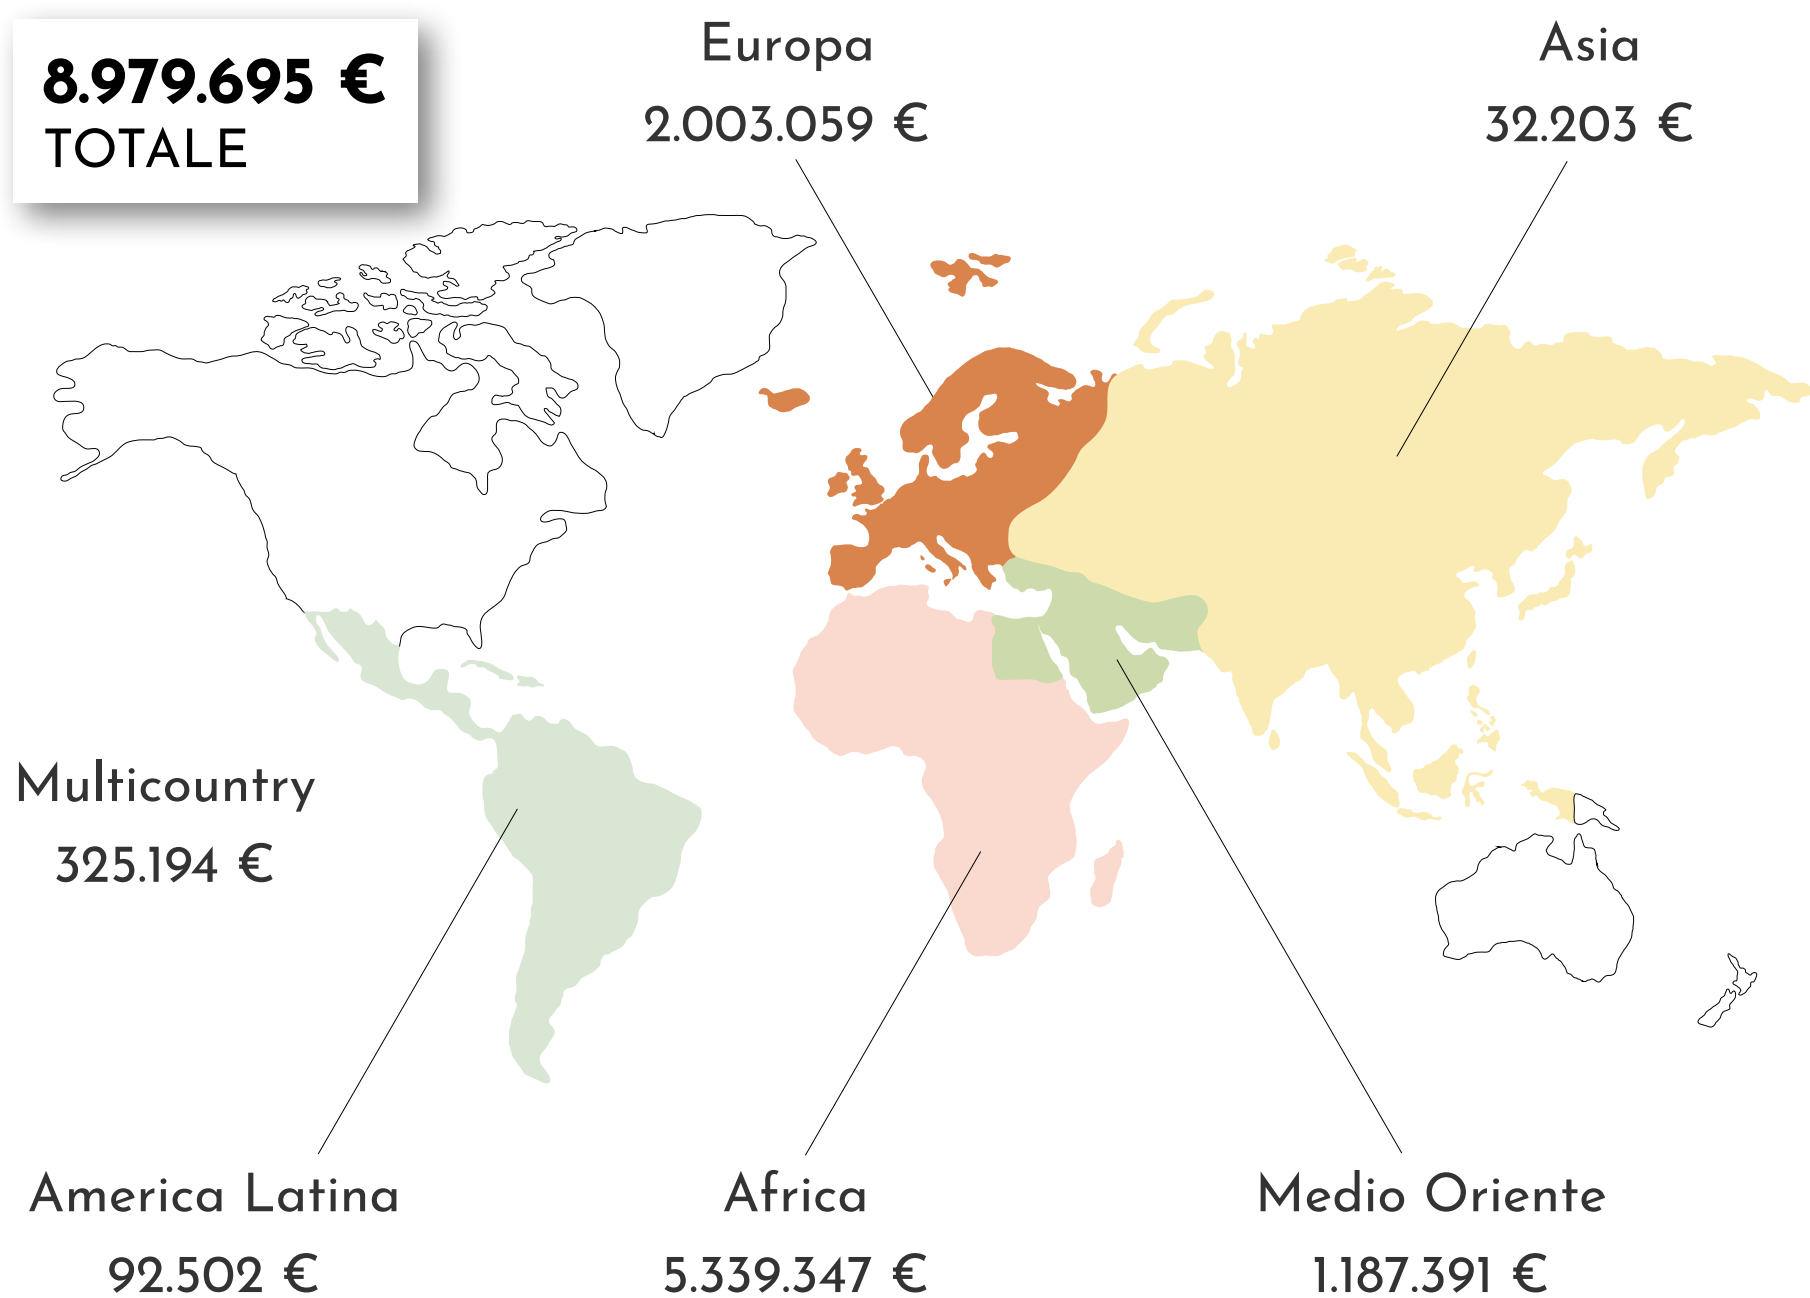 8.979.695 €
TOTALE
Europa
2.003.059 €
Asia
32.203 €
Multicountry
325.194 €
America Latina
92.502 €
Africa
5.339.347 €
Medio Oriente
1.187.391 €